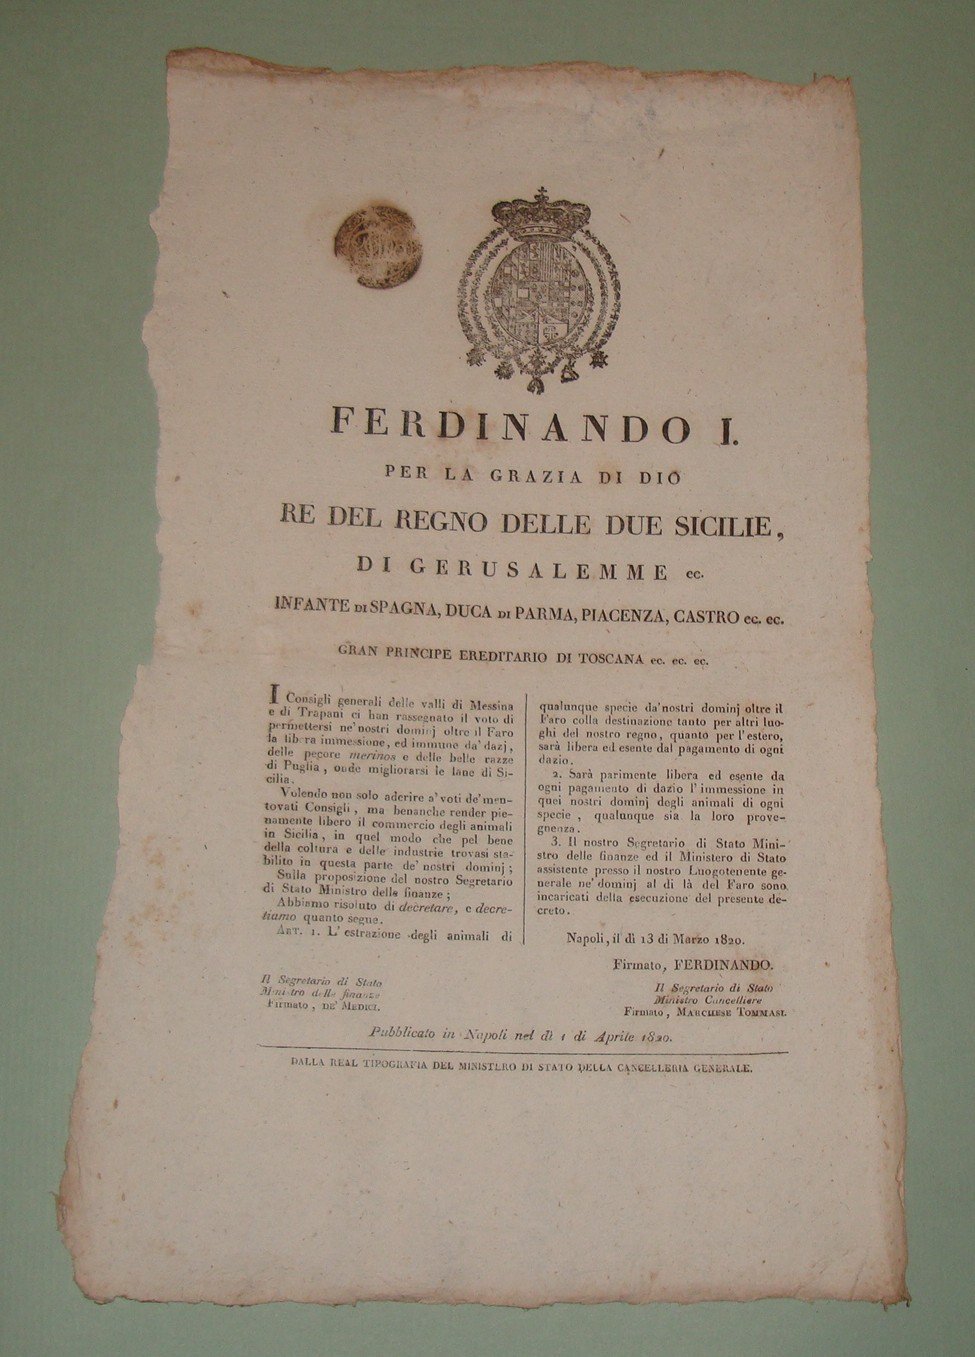 FERDINANDO I.
PER LA GRAZIA DI DIO
RE DEL REGNO DELLE DUE SICILIE,
DI GERUSALEMME ec.
INFANTE DI SPAGNA, DUCA DI PARMA, PIACENZA, CASTRO ec. ec.
GRAN PRINCIPE EREDITARIO DI TOSCANA ec. ec. ec.
I Consigli generali delle valli di Messina
e di Trapani ci han rassegnato il voto di
permettersi ne' nostri dominj oltre il Faro
la libera immessione, ed immune da' dazj,
delle pecore merinos e delle belle razze
di Puglia, onde migliorarsi le lane di Si-
cilia.
Volendo non solo aderire a' voti de' men-
tovati Consigli, ma benanche render pie-
namente libero il commercio degli animali
in Sicilia, in quel modo che pel bene
della coltura e delle industrie trovasi sta-
bilito in questa parte de' nostri dominj;
Sulla proposizione del nostro Segretario
di Stato Ministro delle finanze;
Abbiamo risoluto di decretare, e decre-
tiamo quanto segue.
ART. 1. L' estrazione degli animali di
qualunque specie da' nostri dominj oltre il
Faro colla destinazione tanto per altri luo-
ghi del nostro regno, quanto per l' estero,
sarà libera ed esente dal pagamento di ogni
dazio.
2. Sarà parimente libera ed esente da
ogni pagamento di dazio l' immessione in
quei nostri dominj degli animali di ogni
specie, qualunque sia la loro prove-
gnenza.
3. Il nostro Segretario di Stato Mini-
stro delle finanze ed il Ministero di Stato
assistente presso il nostro Luogotenente ge-
nerale ne' dominj al di là del Faro sono
incaricati della esecuzione del presente de-
creto.
Napoli, il dì 13 di Marzo 1820.
Firmato, FERDINANDO.
Il Segretario di Stato
Ministro delle finanze
Firmato, DE' MEDICI.
Il Segretario di Stato
Ministro Cancelliere
Firmato, MARCHESE TOMMASI.
Pubblicato in Napoli nel dì 1 di Aprile 1820.
DALLA REAL TIPOGRAFIA DEL MINISTERO DI STATO DELLA CANCELLERIA GENERALE.